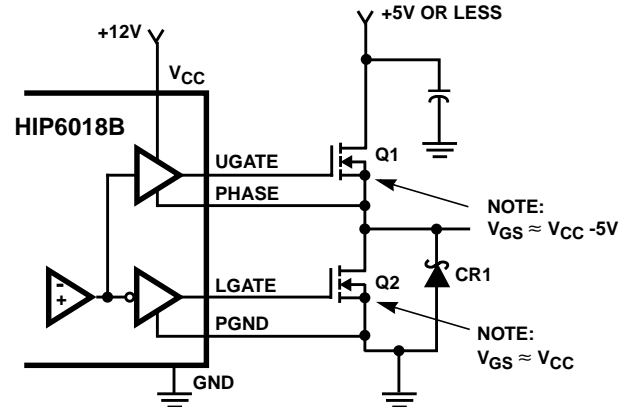 +5V OR LESS
+12V
VCC
HIP6018B
UGATE
Q1
PHASE
NOTE:
VGS ≈ VCC -5V
-
+
LGATE
Q2
CR1
PGND
NOTE:
VGS ≈ VCC
GND